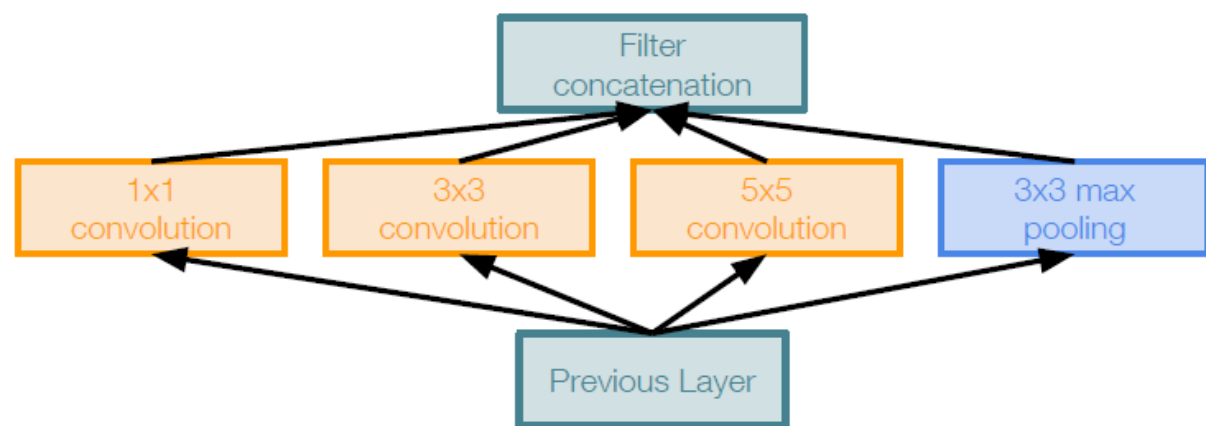 Filter
concatenation
1x1
convolution
3x3
convolution
5x5
convolution
3x3 max
pooling
Previous Layer